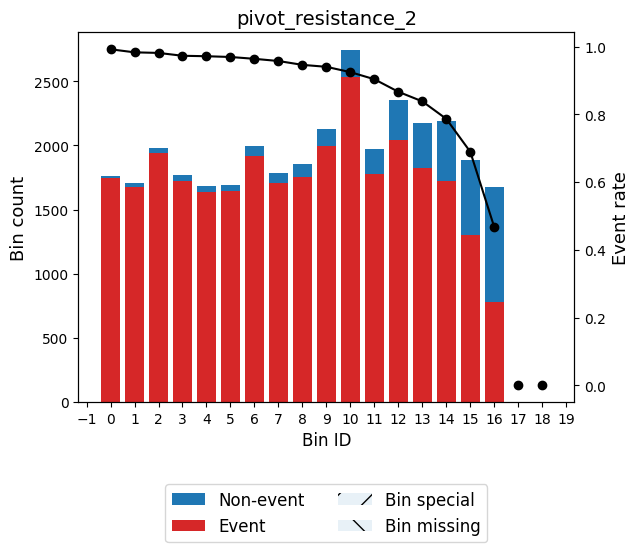 pivot_resistance_2
Bin count
2500
2000
1500
1000
500
0
1.0
0.8
0.6
0.4
0.2
0.0
Event rate
−1 0 1 2 3 4 5 6 7 8 9 10 11 12 13 14 15 16 17 18 19
Bin ID
Non-event Bin special
Event Bin missing